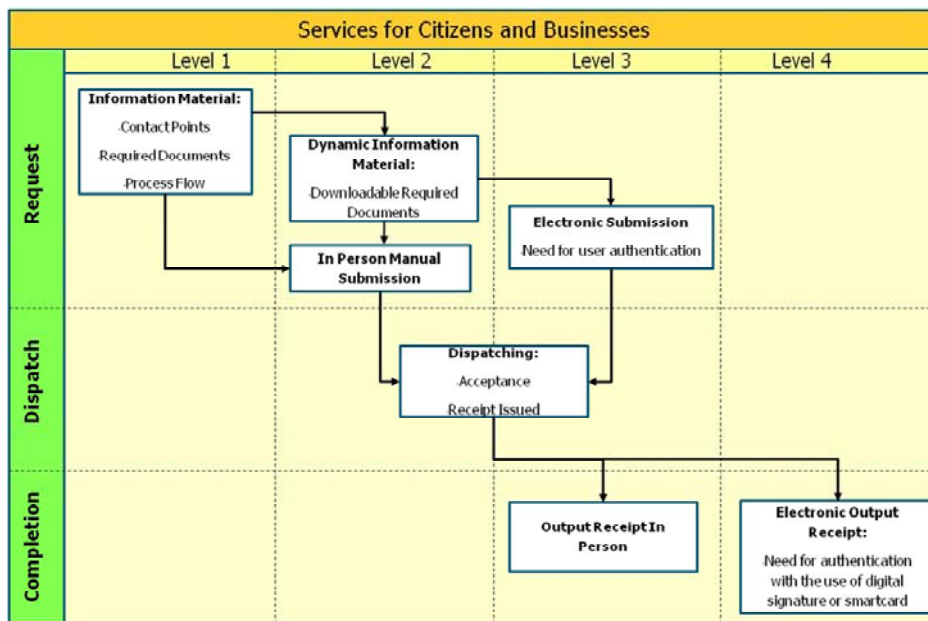 Services for Citizens and Businesses
Level 1
Level 2
Level 3
Level 4
Request
Information Material:
·Contact Points
·Required Documents
·Process Flow
Dynamic Information
Material:
·Downloadable Required
Documents
In Person Manual
Submission
Electronic Submission
·Need for user authentication
Dispatch
Dispatching:
·Acceptance
·Receipt Issued
Completion
Output Receipt In
Person
Electronic Output
Receipt:
·Need for authentication
with the use of digital
signature or smartcard